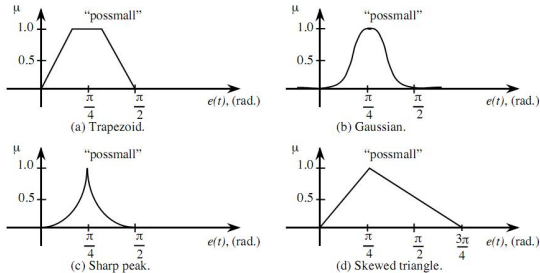 μ
"possmall"
1.0
0.5
π/4
π/2
e(t), (rad.)
(a) Trapezoid.
μ
"possmall"
1.0
0.5
π/4
π/2
e(t), (rad.)
(b) Gaussian.
μ
"possmall"
1.0
0.5
π/4
π/2
e(t), (rad.)
(c) Sharp peak.
μ
"possmall"
1.0
0.5
π/4
π/2
3π/4
e(t), (rad.)
(d) Skewed triangle.